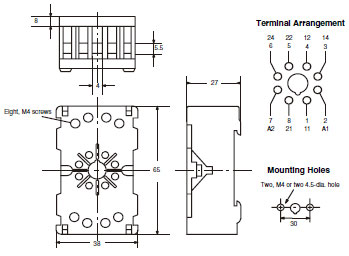 8
5.5
4
Eight, M4 screws
38
65
27
Terminal Arrangement
24 22 12 14
6 5 4 3
7 8 1 2
A2 21 11 A1
Mounting Holes
Two, M4 or two 4.5-dia. hole
30